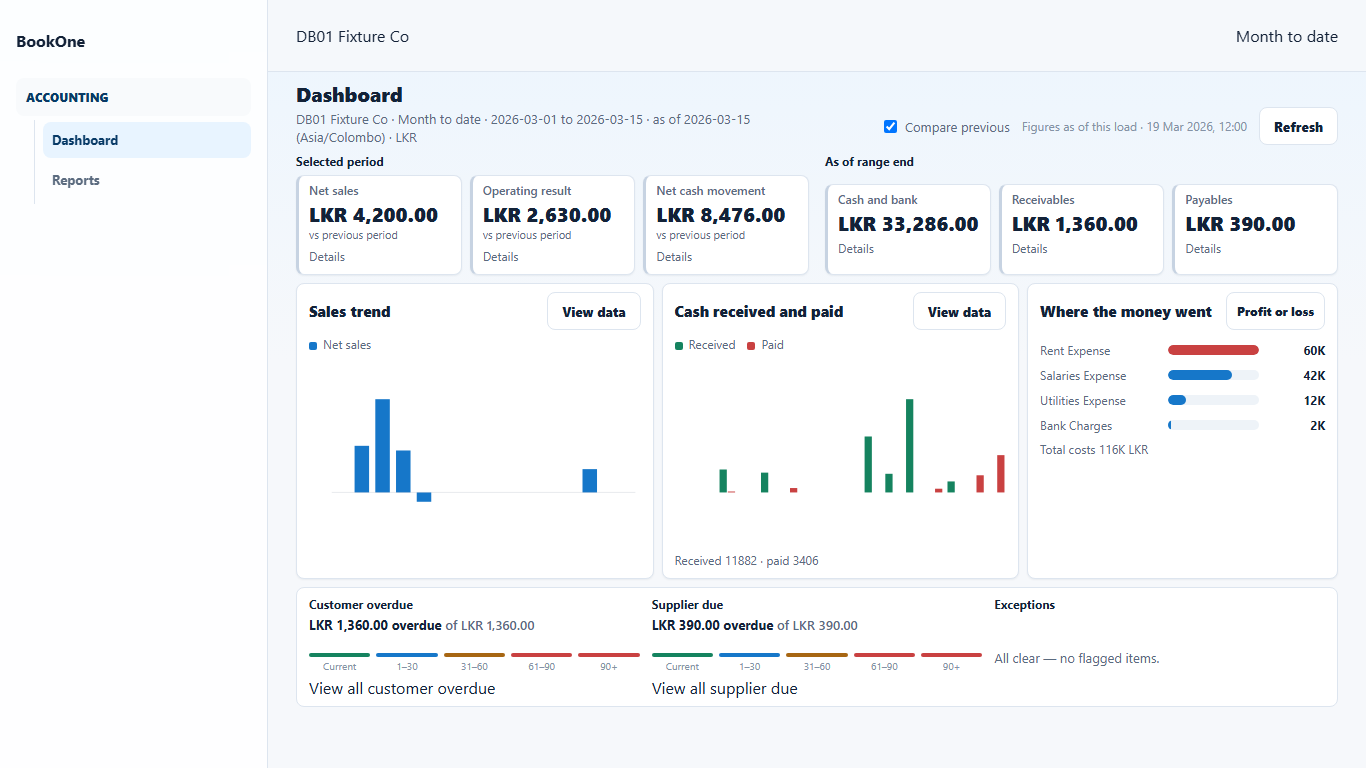 BookOne
ACCOUNTING
Dashboard
Reports
DB01 Fixture Co
Month to date
Dashboard
DB01 Fixture Co · Month to date · 2026-03-01 to 2026-03-15 · as of 2026-03-15
(Asia/Colombo) · LKR
Compare previous
Figures as of this load · 19 Mar 2026, 12:00
Refresh
Selected period
Net sales
LKR 4,200.00
vs previous period
Details
Operating result
LKR 2,630.00
vs previous period
Details
Net cash movement
LKR 8,476.00
vs previous period
Details
As of range end
Cash and bank
LKR 33,286.00
Details
Receivables
LKR 1,360.00
Details
Payables
LKR 390.00
Details
Sales trend
View data
Net sales
Cash received and paid
View data
Received
Paid
Received 11882 · paid 3406
Where the money went
Profit or loss
Rent Expense 60K
Salaries Expense 42K
Utilities Expense 12K
Bank Charges 2K
Total costs 116K LKR
Customer overdue
LKR 1,360.00 overdue of LKR 1,360.00
Current 1–30 31–60 61–90 90+
View all customer overdue
Supplier due
LKR 390.00 overdue of LKR 390.00
Current 1–30 31–60 61–90 90+
View all supplier due
Exceptions
All clear — no flagged items.